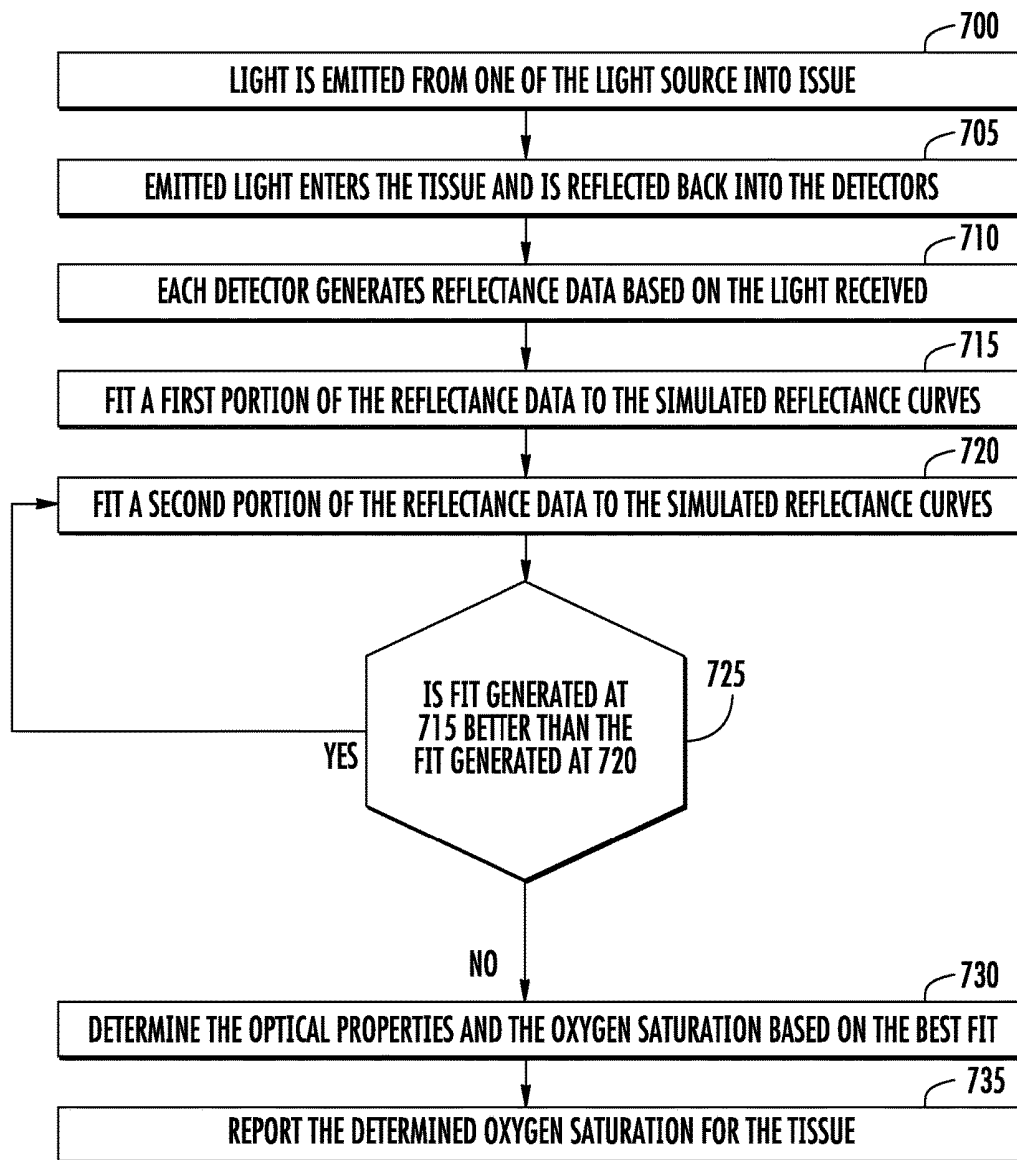 700
LIGHT IS EMITTED FROM ONE OF THE LIGHT SOURCE INTO ISSUE
705
EMITTED LIGHT ENTERS THE TISSUE AND IS REFLECTED BACK INTO THE DETECTORS
710
EACH DETECTOR GENERATES REFLECTANCE DATA BASED ON THE LIGHT RECEIVED
715
FIT A FIRST PORTION OF THE REFLECTANCE DATA TO THE SIMULATED REFLECTANCE CURVES
720
FIT A SECOND PORTION OF THE REFLECTANCE DATA TO THE SIMULATED REFLECTANCE CURVES
725
IS FIT GENERATED AT
715 BETTER THAN THE
FIT GENERATED AT 720
YES
NO
730
DETERMINE THE OPTICAL PROPERTIES AND THE OXYGEN SATURATION BASED ON THE BEST FIT
735
REPORT THE DETERMINED OXYGEN SATURATION FOR THE TISSUE